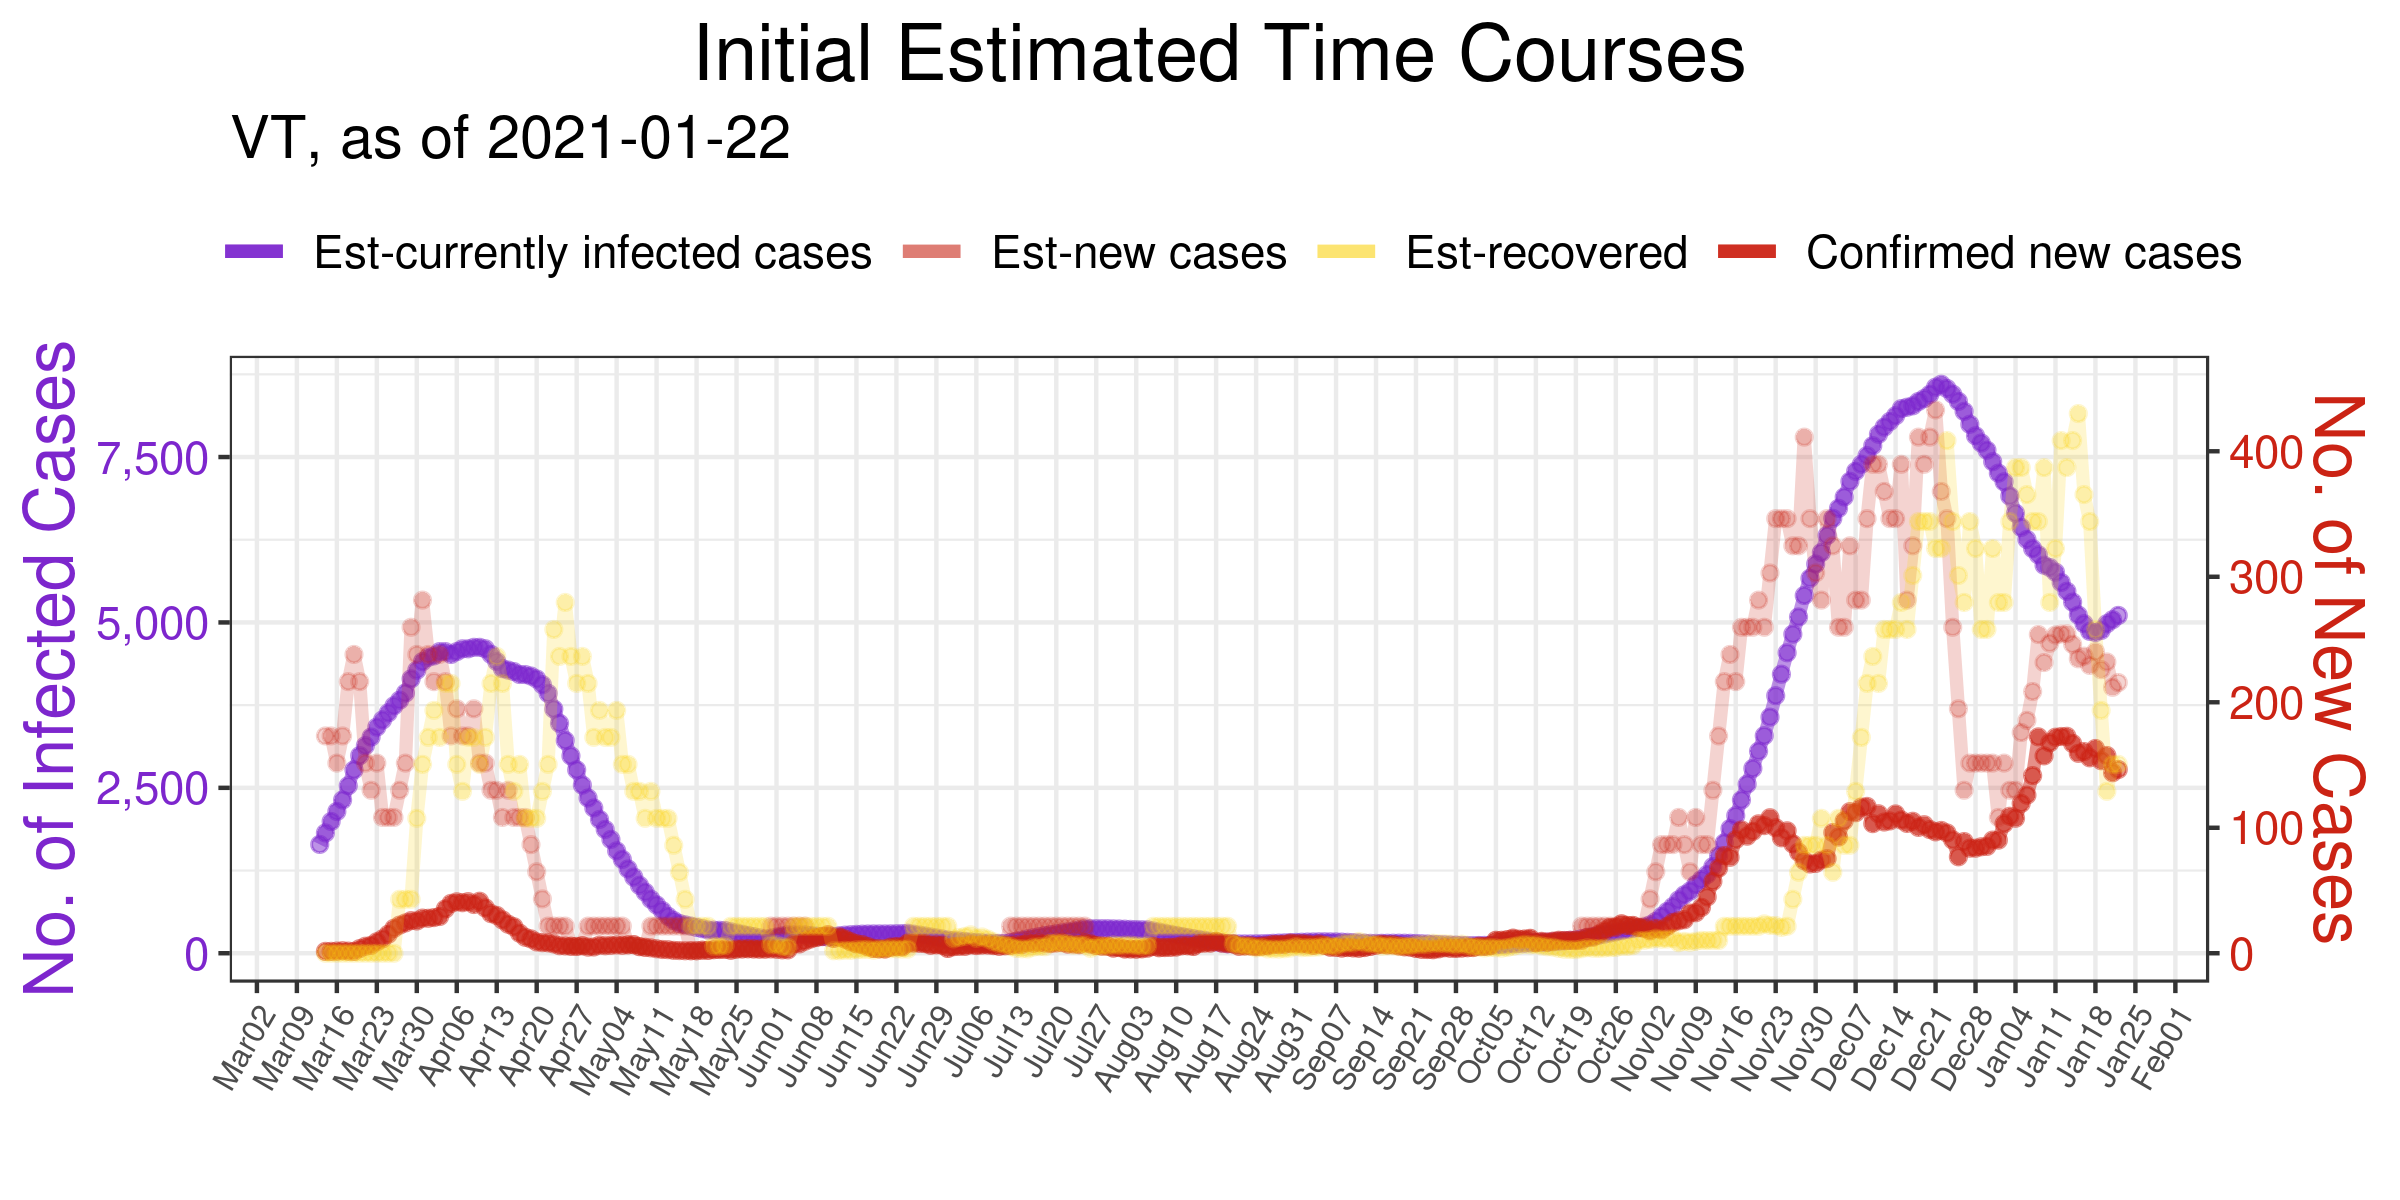 Initial Estimated Time Courses
VT, as of 2021-01-22
Est-currently infected cases Est-new cases Est-recovered Confirmed new cases
No. of Infected Cases
7,500
5,000
2,500
0
No. of New Cases
400
300
200
100
0
Mar02 Mar09 Mar16 Mar23 Mar30 Apr06 Apr13 Apr20 Apr27 May04 May11 May18 May25 Jun01 Jun08 Jun15 Jun22 Jun29 Jul06 Jul13 Jul20 Jul27 Aug03 Aug10 Aug17 Aug24 Aug31 Sep07 Sep14 Sep21 Sep28 Oct05 Oct12 Oct19 Oct26 Nov02 Nov09 Nov16 Nov23 Nov30 Dec07 Dec14 Dec21 Dec28 Jan04 Jan11 Jan18 Jan25 Feb01